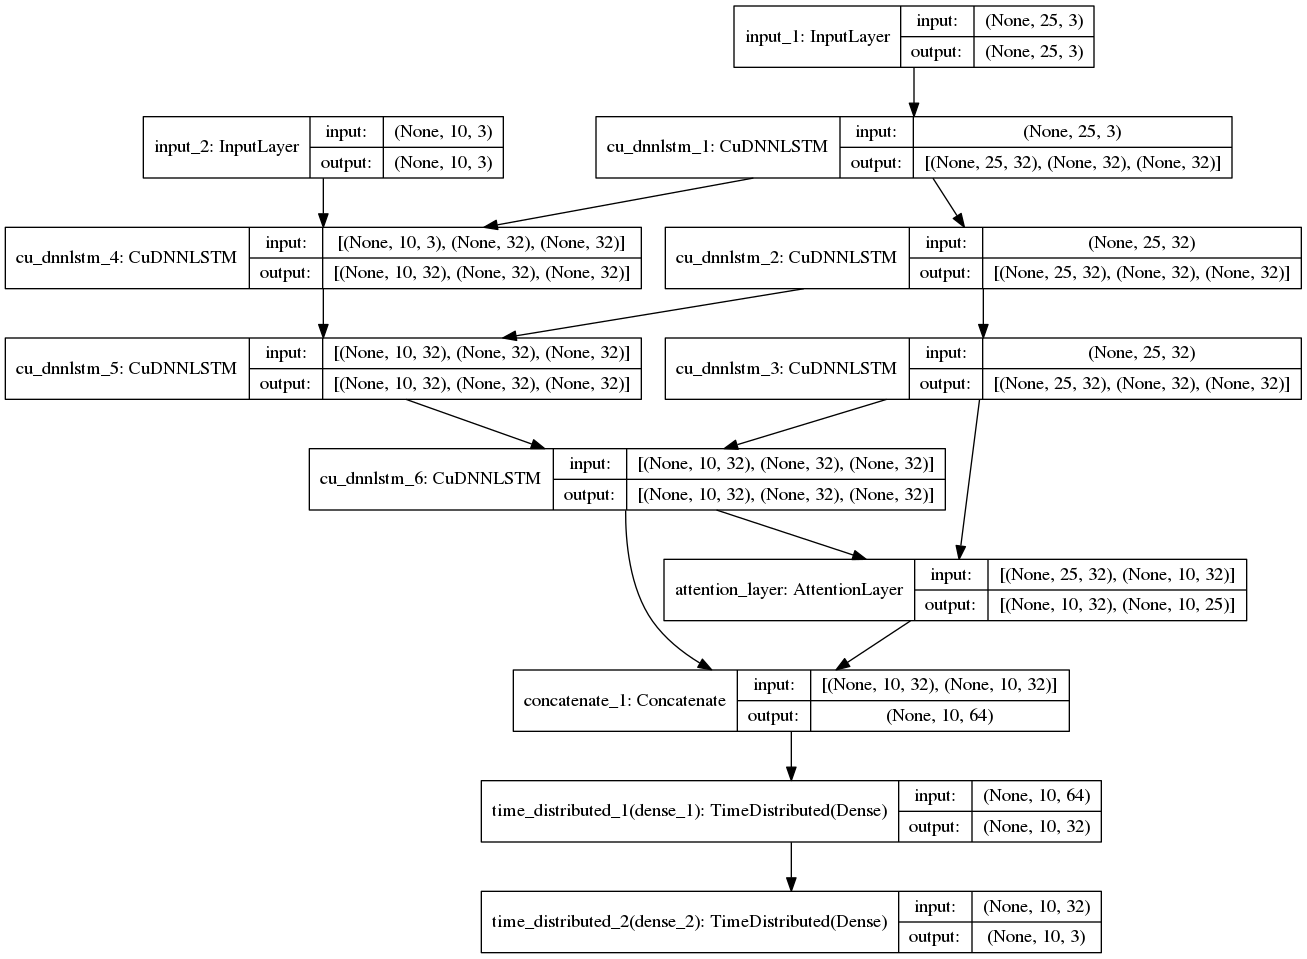 input_1: InputLayer
input: (None, 25, 3)
output: (None, 25, 3)
input_2: InputLayer
input: (None, 10, 3)
output: (None, 10, 3)
cu_dnnlstm_1: CuDNNLSTM
input: (None, 25, 3)
output: [(None, 25, 32), (None, 32), (None, 32)]
cu_dnnlstm_4: CuDNNLSTM
input: [(None, 10, 3), (None, 32), (None, 32)]
output: [(None, 10, 32), (None, 32), (None, 32)]
cu_dnnlstm_2: CuDNNLSTM
input: (None, 25, 32)
output: [(None, 25, 32), (None, 32), (None, 32)]
cu_dnnlstm_5: CuDNNLSTM
input: [(None, 10, 32), (None, 32), (None, 32)]
output: [(None, 10, 32), (None, 32), (None, 32)]
cu_dnnlstm_3: CuDNNLSTM
input: (None, 25, 32)
output: [(None, 25, 32), (None, 32), (None, 32)]
cu_dnnlstm_6: CuDNNLSTM
input: [(None, 10, 32), (None, 32), (None, 32)]
output: [(None, 10, 32), (None, 32), (None, 32)]
attention_layer: AttentionLayer
input: [(None, 25, 32), (None, 10, 32)]
output: [(None, 10, 32), (None, 10, 25)]
concatenate_1: Concatenate
input: [(None, 10, 32), (None, 10, 32)]
output: (None, 10, 64)
time_distributed_1(dense_1): TimeDistributed(Dense)
input: (None, 10, 64)
output: (None, 10, 32)
time_distributed_2(dense_2): TimeDistributed(Dense)
input: (None, 10, 32)
output: (None, 10, 3)